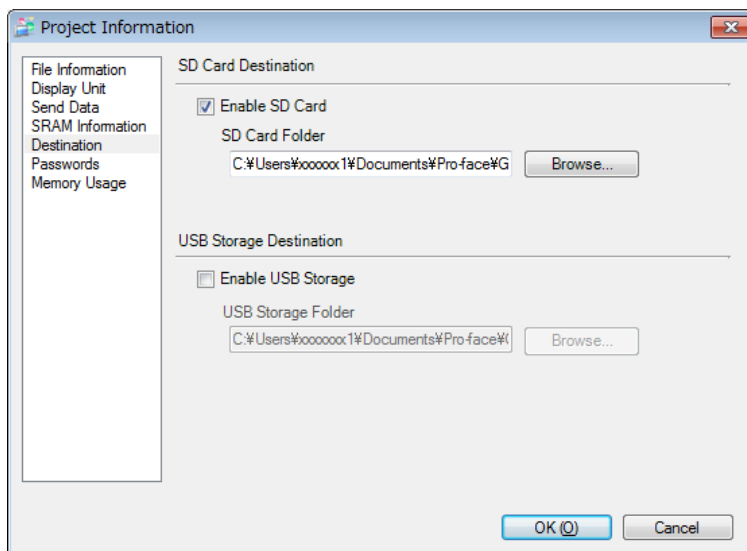 Project Information
File Information
Display Unit
Send Data
SRAM Information
Destination
Passwords
Memory Usage
SD Card Destination
Enable SD Card
SD Card Folder
C:¥Users¥xxxxxx1¥Documents¥Pro-face¥G
Browse...
USB Storage Destination
Enable USB Storage
USB Storage Folder
C:¥Users¥xxxxxxx1¥Documents¥Pro-face¥(
Browse...
OK (O)
Cancel